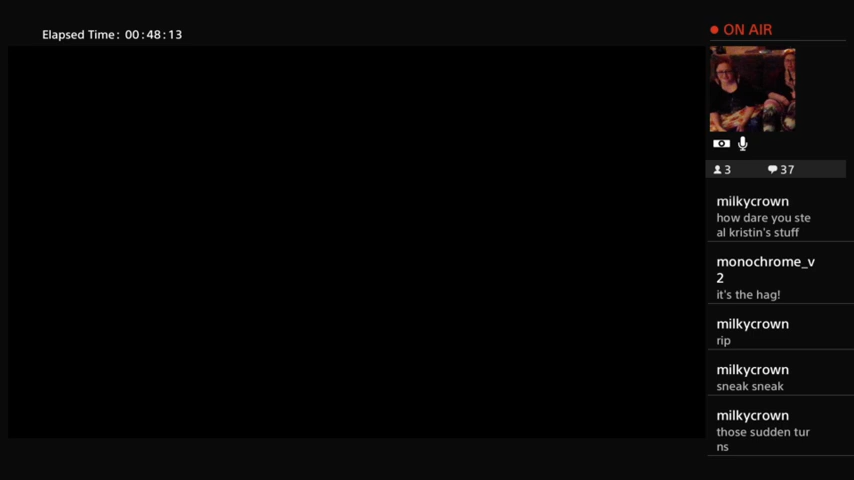 Elapsed Time: 00:48:13
ON AIR
3 37
milkycrown
how dare you ste
al kristin's stuff
monochrome_v
2
it's the hag!
milkycrown
rip
milkycrown
sneak sneak
milkycrown
those sudden tur
ns